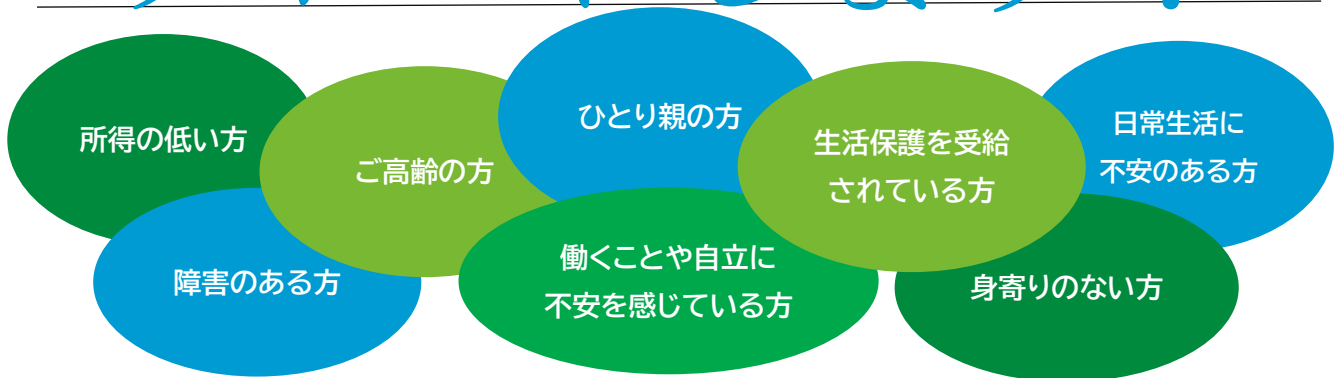 所得の低い方
ご高齢の方
ひとり親の方
生活保護を受給
されている方
日常生活に
不安のある方
障害のある方
働くことや自立に
不安を感じている方
身寄りのない方